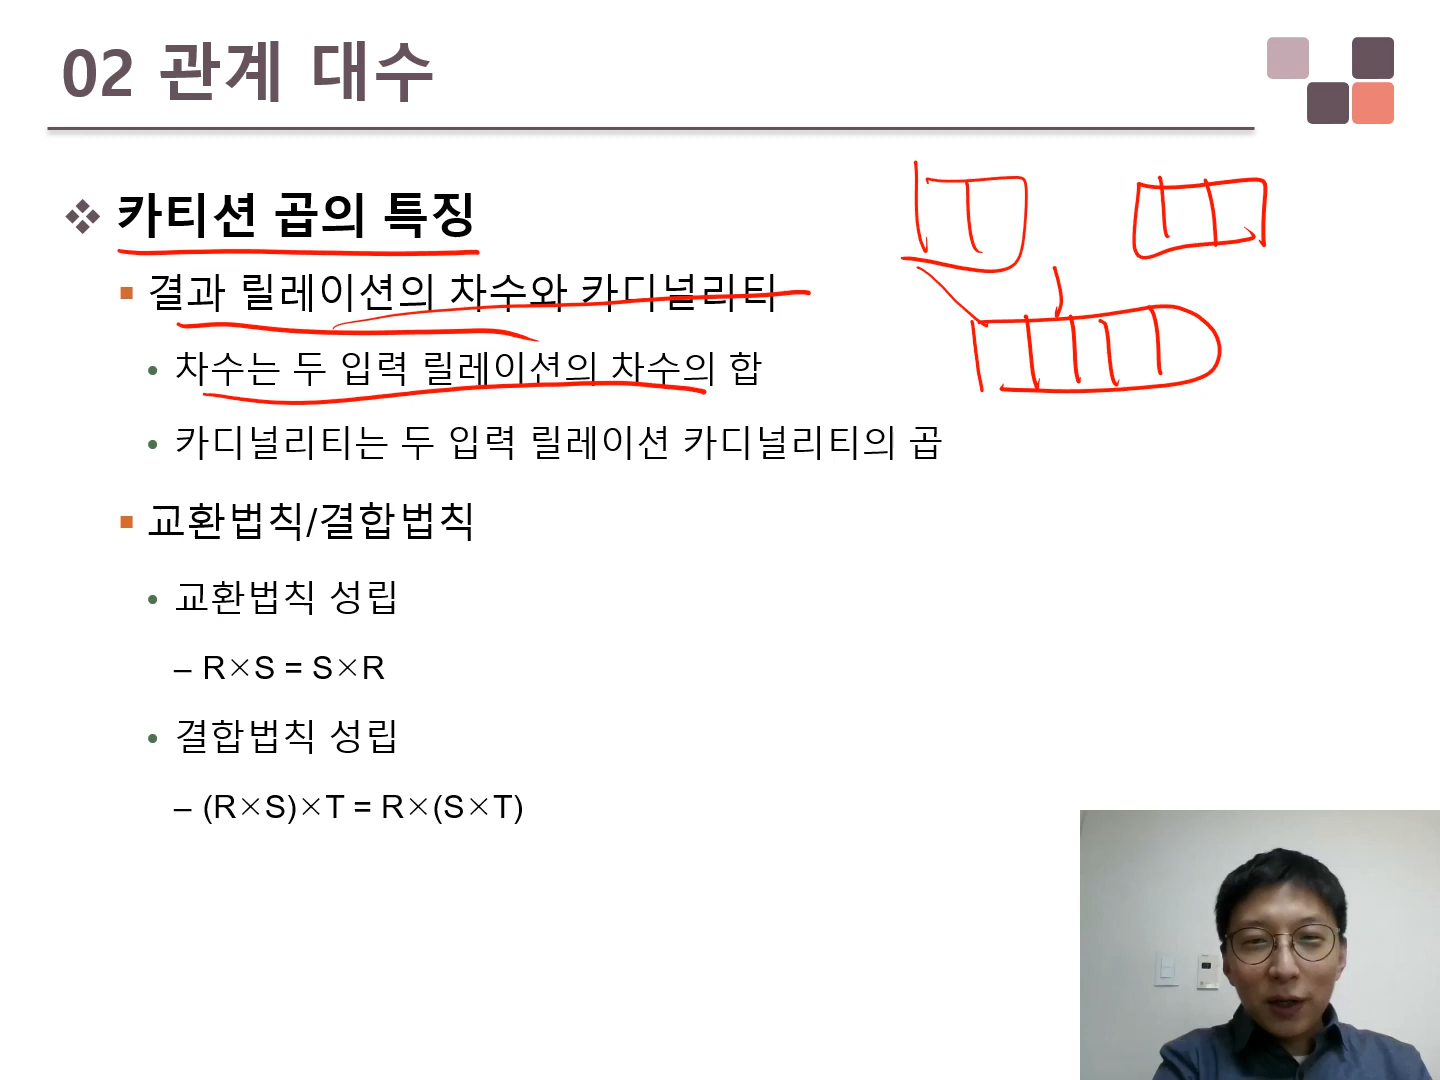 02 관계 대수
카티션 곱의 특징
결과 릴레이션의 차수와 카디널리티
차수는 두 입력 릴레이션의 차수의 합
카디널리티는 두 입력 릴레이션 카디널리티의 곱
교환법칙/결합법칙
교환법칙 성립
– R×S = S×R
결합법칙 성립
– (R×S)×T = R×(S×T)